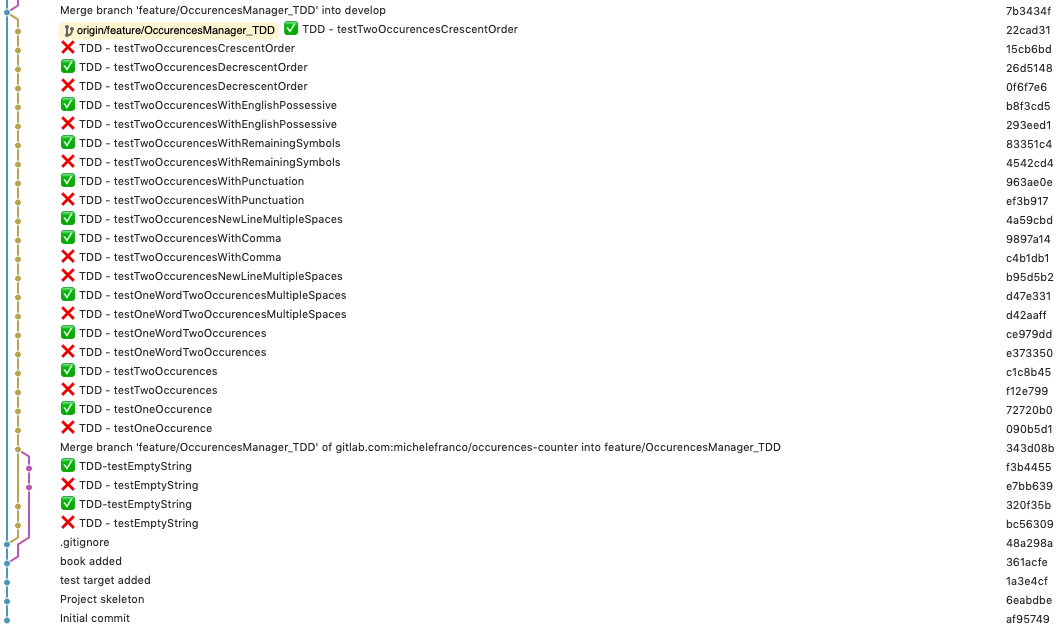 Merge branch 'feature/OccurencesManager_TDD' into develop 7b3434f
origin/feature/OccurencesManager_TDD ✅ TDD - testTwoOccurencesCrescentOrder 22cad31
❌ TDD - testTwoOccurencesCrescentOrder 15cb6bd
✅ TDD - testTwoOccurencesDecrescentOrder 26d5148
❌ TDD - testTwoOccurencesDecrescentOrder 0f6f7e6
✅ TDD - testTwoOccurencesWithEnglishPossessive b8f3cd5
❌ TDD - testTwoOccurencesWithEnglishPossessive 293eed1
✅ TDD - testTwoOccurencesWithRemainingSymbols 83351c4
❌ TDD - testTwoOccurencesWithRemainingSymbols 4542cd4
✅ TDD - testTwoOccurencesWithPunctuation 963ae0e
❌ TDD - testTwoOccurencesWithPunctuation ef3b917
✅ TDD - testTwoOccurencesNewLineMultipleSpaces 4a59cbd
✅ TDD - testTwoOccurencesWithComma 9897a14
❌ TDD - testTwoOccurencesWithComma c4b1db1
❌ TDD - testTwoOccurencesNewLineMultipleSpaces b95d5b2
✅ TDD - testOneWordTwoOccurencesMultipleSpaces d47e331
❌ TDD - testOneWordTwoOccurencesMultipleSpaces d42aaff
✅ TDD - testOneWordTwoOccurences ce979dd
❌ TDD - testOneWordTwoOccurences e373350
✅ TDD - testTwoOccurences c1c8b45
❌ TDD - testTwoOccurences f12e799
✅ TDD - testOneOccurence 72720b0
❌ TDD - testOneOccurence 090b5d1
Merge branch 'feature/OccurencesManager_TDD' of gitlab.com:michelefranco/occurences-counter into feature/OccurencesManager_TDD 343d08b
✅ TDD-testEmptyString f3b4455
❌ TDD - testEmptyString e7bb639
✅ TDD-testEmptyString 320f35b
❌ TDD - testEmptyString bc56309
.gitignore 48a298a
book added 361acfe
test target added 1a3e4cf
Project skeleton 6eabdbe
Initial commit af95749